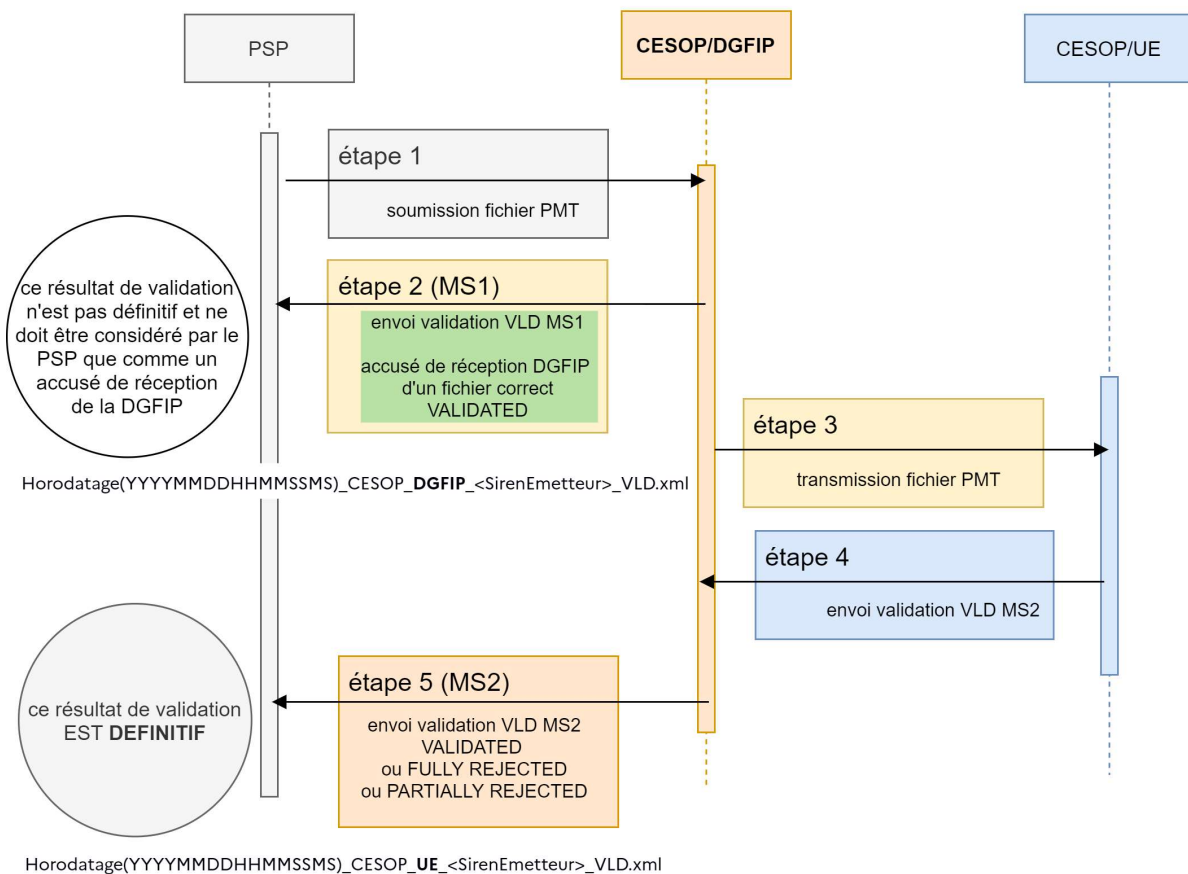 PSP
CESOP/DGFIP
CESOP/UE
étape 1
soumission fichier PMT
étape 2 (MS1)
envoi validation VLD MS1
accusé de réception DGFIP
d'un fichier correct
VALIDATED
ce résultat de validation
n'est pas définitif et ne
doit être considéré par le
PSP que comme un
accusé de réception
de la DGFIP
étape 3
transmission fichier PMT
Horodatage(YYYYMMDDHHMMSSMS)_CESOP_DGFIP_<SirenEmetteur>_VLD.xml
étape 4
envoi validation VLD MS2
étape 5 (MS2)
envoi validation VLD MS2
VALIDATED
ou FULLY REJECTED
ou PARTIALLY REJECTED
ce résultat de validation
EST DEFINITIF
Horodatage(YYYYMMDDHHMMSSMS)_CESOP_UE_<SirenEmetteur>_VLD.xml